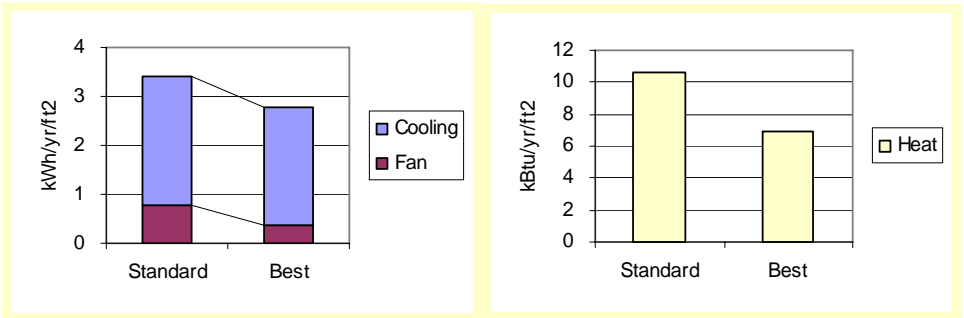 4
3
2
1
0
kWh/yr/ft2
Standard Best
Cooling
Fan
12
10
8
6
4
2
0
kBtu/yr/ft2
Standard Best
Heat